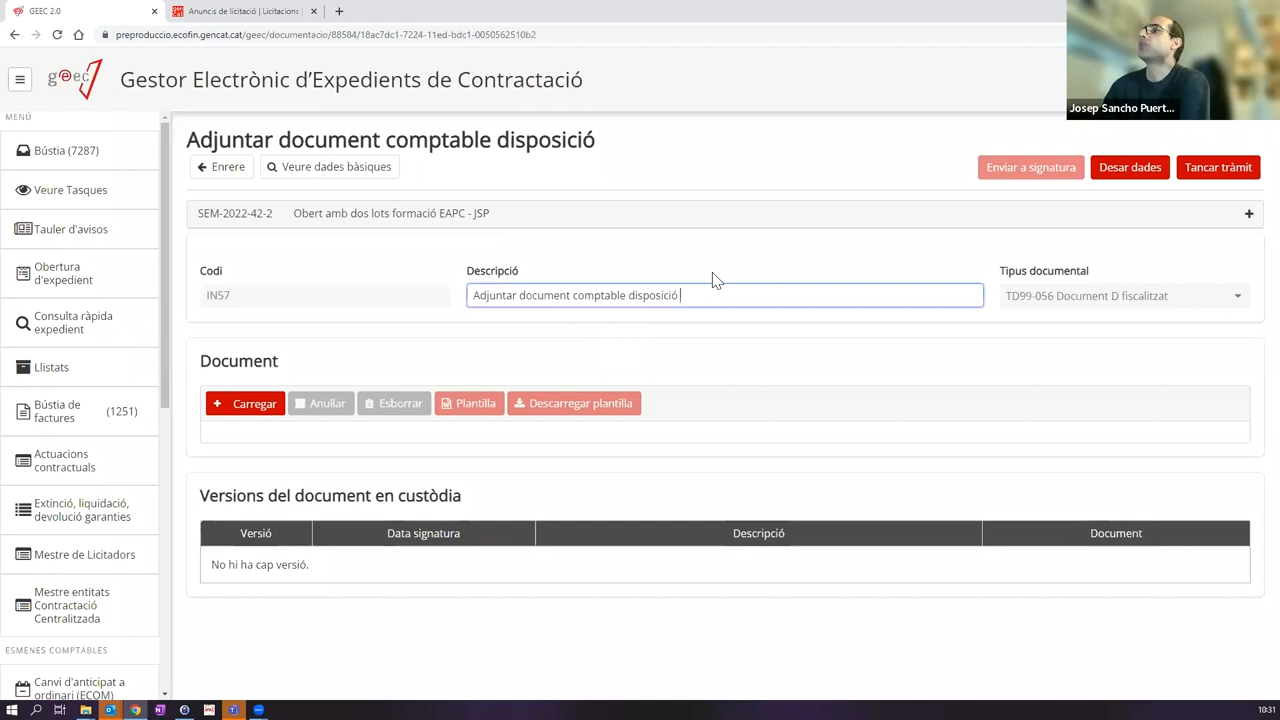 GEEC 2.0
Anuncis de licitació | Licitacions
preproduccio.ecofin.gencat.cat/geec/documentacio/88584/18ac7dc1-7224-11ed-bdc1-0050562510b2
geec
Gestor Electrònic d'Expedients de Contractació
Josep Sancho Puert...
MENÚ
Bústia (7287)
Veure Tasques
Tauler d'avisos
Obertura
d'expedient
Consulta ràpida
expedient
Llistats
Bústia de
factures
(1251)
Actuacions
contractuals
Extinció, liquidació,
devolució garanties
Mestre de Licitadors
Mestre entitats
Contractació
Centralitzada
ESMENES COMPTABLES
Canvi d'anticipat a
ordinari (ECOM)
Adjuntar document comptable disposició
Enrere
Veure dades bàsiques
Enviar a signatura
Desar dades
Tancar tràmit
SEM-2022-42-2 Obert amb dos lots formació EAPC - JSP
Codi
IN57
Descripció
Adjuntar document comptable disposició
Tipus documental
TD99-056 Document D fiscalitzat
Document
Carregar
Anul·lar
Esborrar
Plantilla
Descarregar plantilla
Versions del document en custòdia
Versió Data signatura Descripció Document
No hi ha cap versió.
10:31